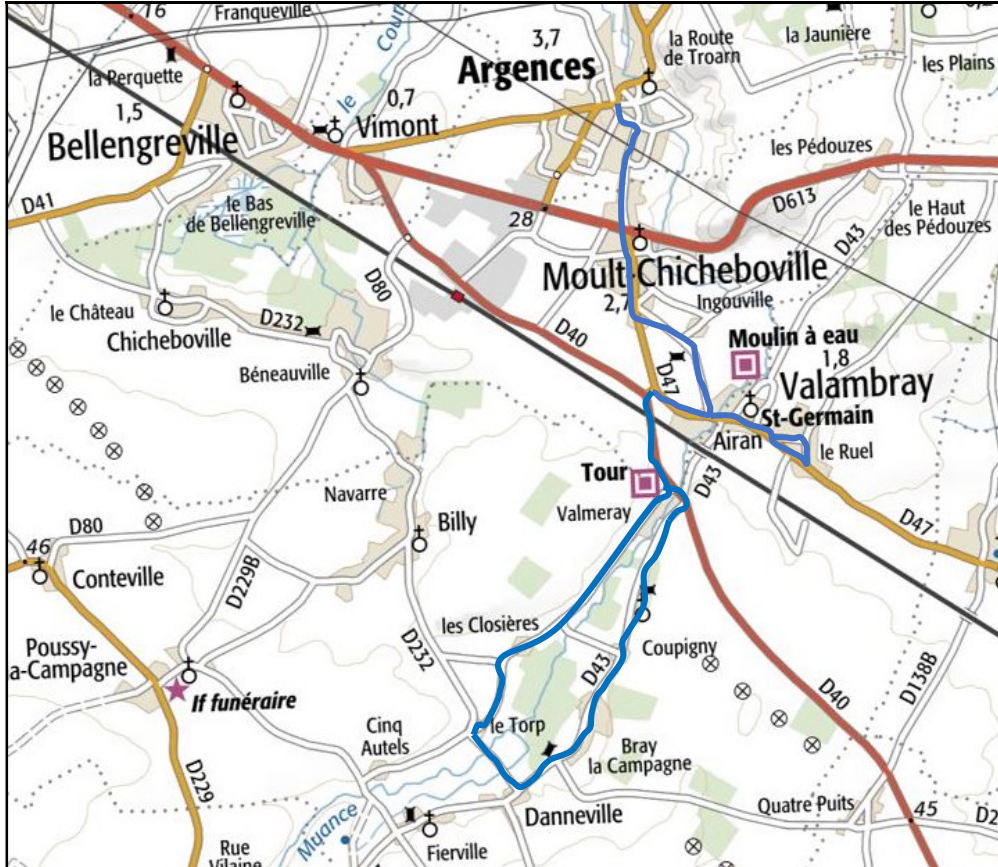 16
Franqueville
3,7
la Jaunière
la Perquette
le
Argences
la Route
de Troarn
les Plains
1,5
0,7
Vimont
Bellengreville
les Pédouzes
D41
le Bas
de Bellengreville
28
D613
D43
le Haut
des Pédouzes
D80
Moult-Chicheboville
le Château
2,7
Ingouville
D232
Chicheboville
D40
Moulin à eau
1,8
Béneauville
D47
Valambray
St-Germain
Airan
le Ruel
Tour
D43
Navarre
Valmeray
D47
Billy
D80
46
Conteville
D229B
les Closières
Poussy-
a-Campagne
D232
Coupigny
D43
If funéraire
D40
D138B
Cinq
Autels
le Torp
Bray
la Campagne
D229
Quatre Puits
45
Danneville
Muance
Rue
Fierville